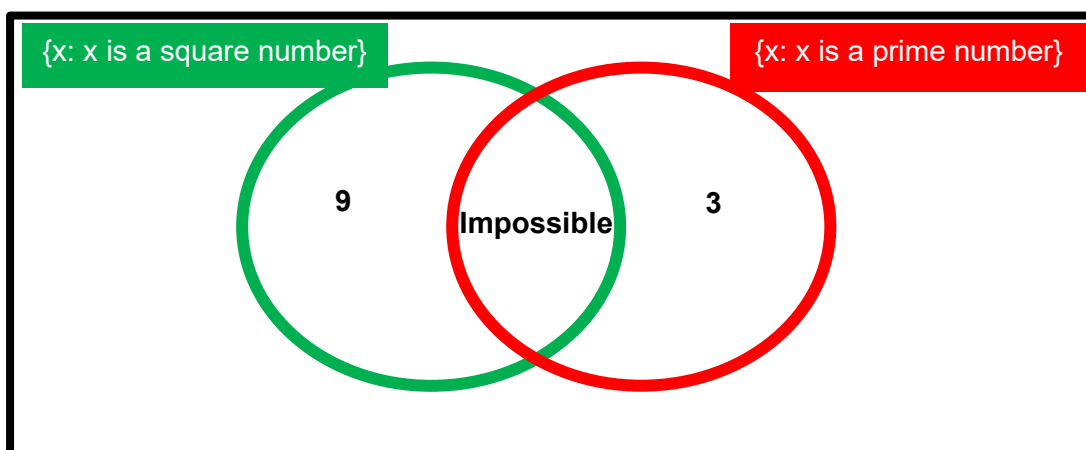 {x: x is a square number}
{x: x is a prime number}
9
Impossible
3